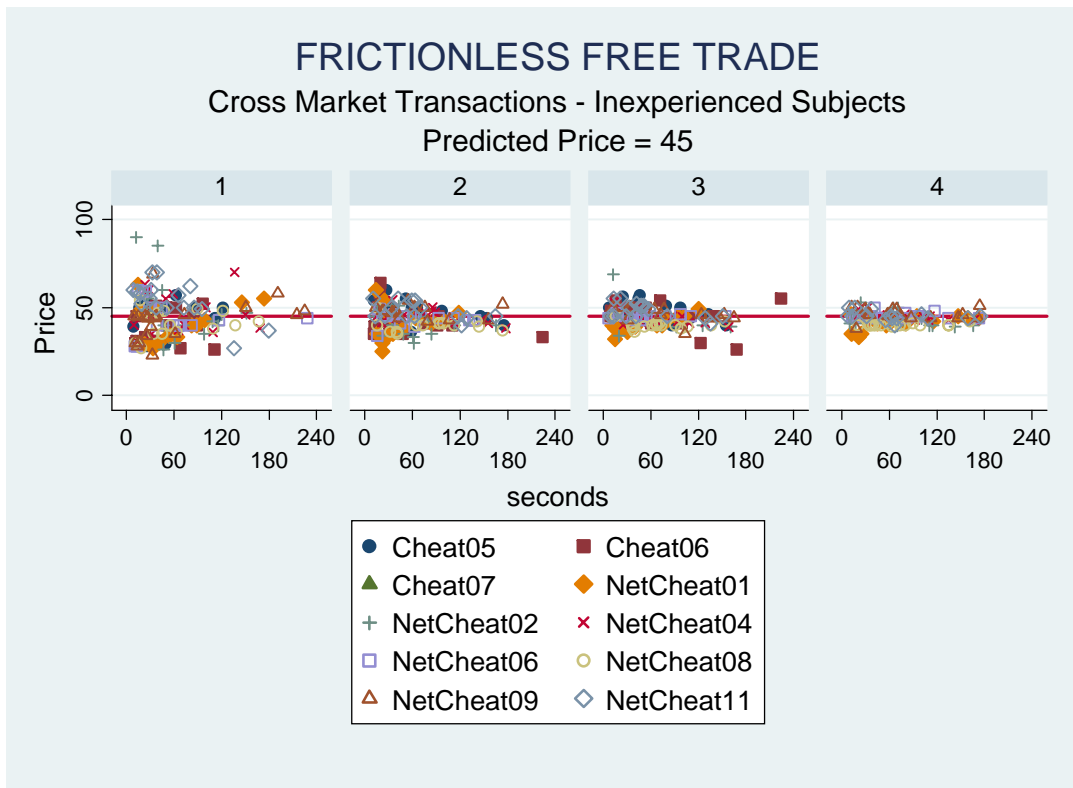 FRICTIONLESS FREE TRADE
Cross Market Transactions - Inexperienced Subjects
Predicted Price = 45
1 2 3 4
Price
100
50
0
0 120 240 0 120 240 0 120 240 0 120 240
60 180 60 180 60 180 60 180
seconds
Cheat05 Cheat06
Cheat07 NetCheat01
NetCheat02 NetCheat04
NetCheat06 NetCheat08
NetCheat09 NetCheat11